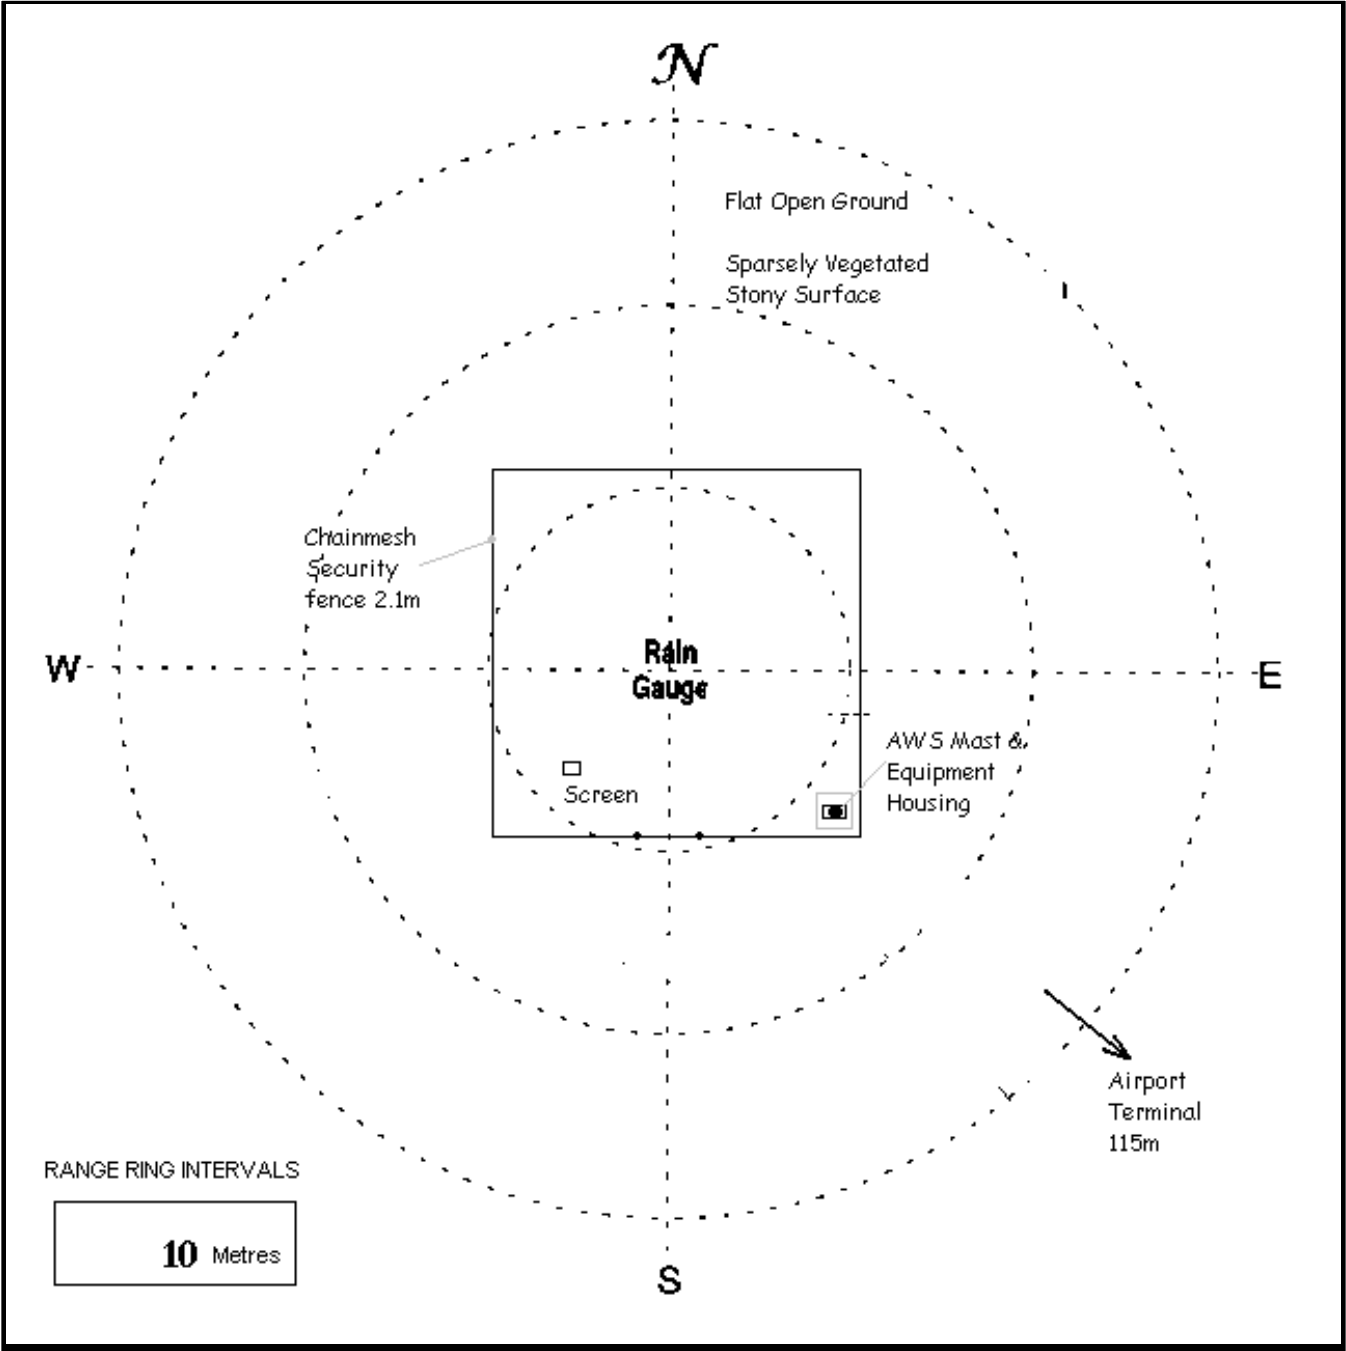 N
Flat Open Ground
Sparsely Vegetated
Stony Surface
Chainmesh
Security
fence 2.1m
W
Rain
Gauge
E
AWS Mast &
Equipment
Housing
Screen
Airport
Terminal
115m
RANGE RING INTERVALS
10 Metres
S